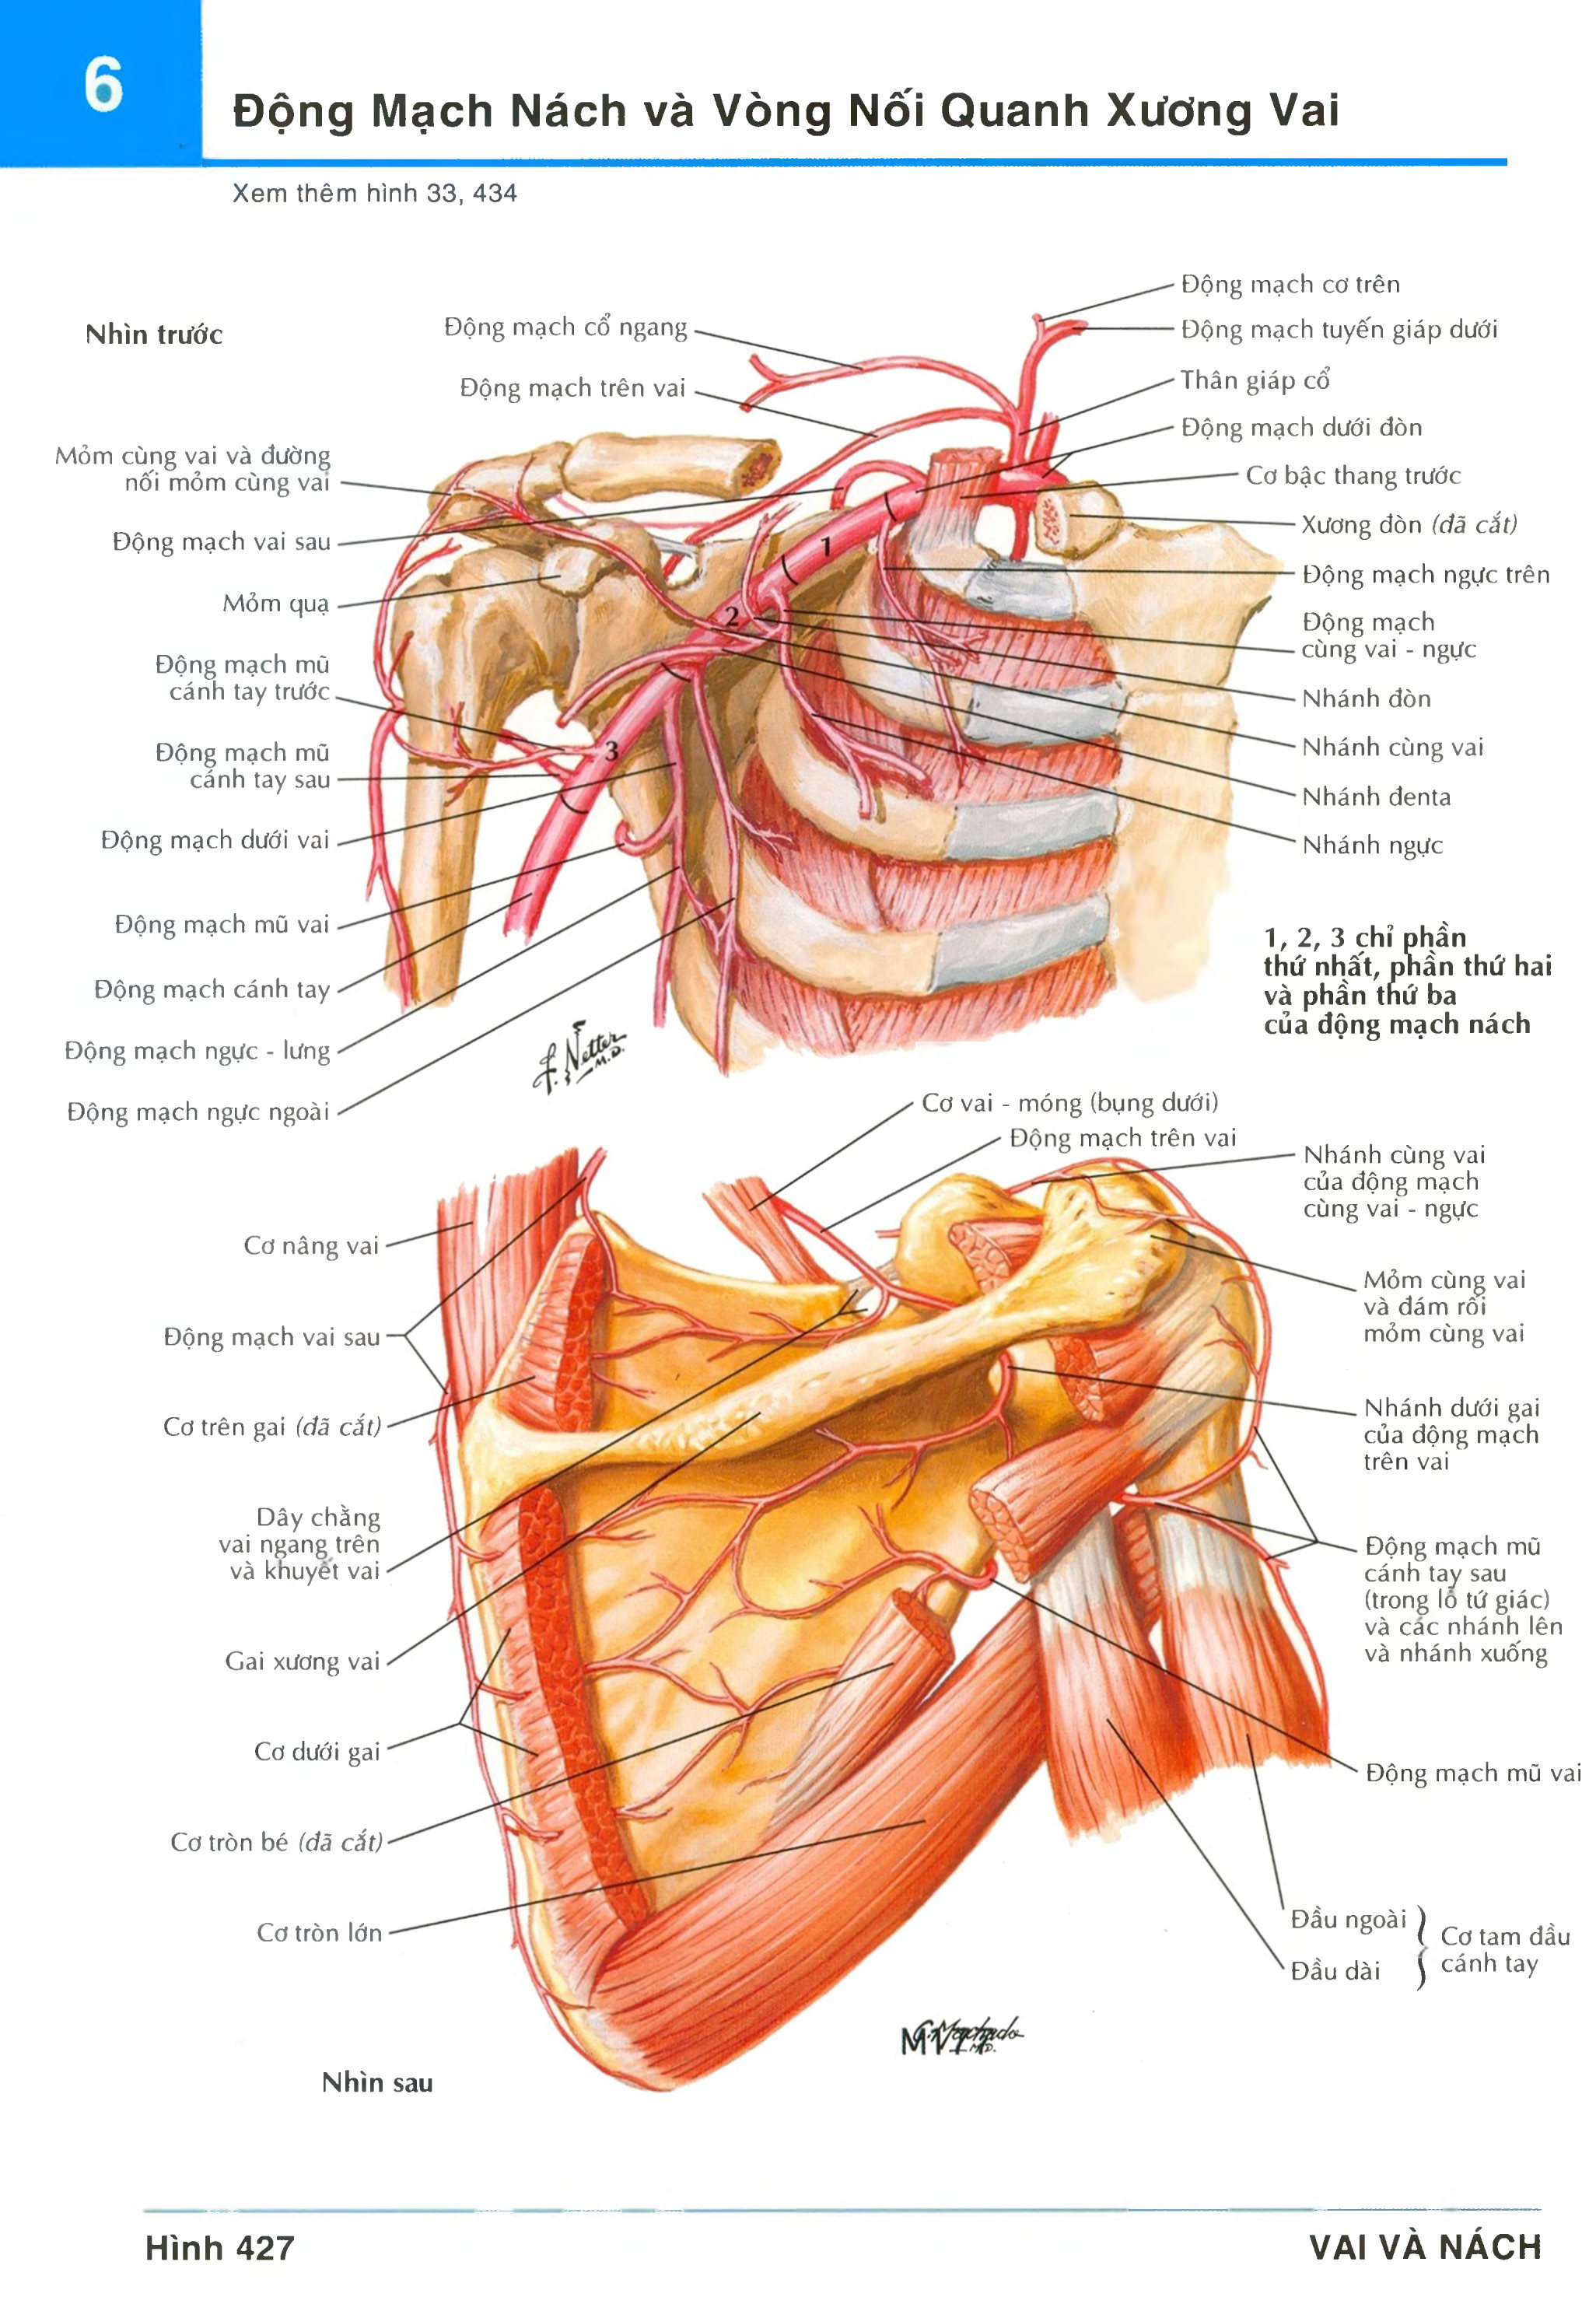 6
Động Mạch Nách và Vòng Nối Quanh Xương Vai
Xem thêm hình 33, 434
Nhìn trước
Động mạch cổ ngang
Động mạch trên vai
Mỏm cùng vai và đường
nối mỏm cùng vai
Động mạch vai sau
Mỏm quạ
Động mạch mũ
cánh tay trước
Động mạch mũ
cánh tay sau
Động mạch dưới vai
Động mạch mũ vai
Động mạch cánh tay
Động mạch ngực - lưng
Động mạch ngực ngoài
Động mạch cơ trên
Động mạch tuyến giáp dưới
Thân giáp cổ
Động mạch dưới đòn
Cơ bậc thang trước
Xương đòn (đã cắt)
Động mạch ngực trên
Động mạch
cùng vai - ngực
Nhánh đòn
Nhánh cùng vai
Nhánh denta
Nhánh ngực
1
2
3
1, 2, 3 chỉ phần
thứ nhất, phần thứ hai
và phần thứ ba
của động mạch nách
F. Netter
M.D.
Cơ vai - móng (bụng dưới)
Động mạch trên vai
Nhánh cùng vai
của động mạch
cùng vai - ngực
Cơ nâng vai
Động mạch vai sau
Cơ trên gai (đã cắt)
Dây chằng
vai ngang trên
và khuyết vai
Gai xương vai
Cơ dưới gai
Cơ tròn bé (đã cắt)
Cơ tròn lớn
Mỏm cùng vai
và đám rối
mỏm cùng vai
Nhánh dưới gai
của động mạch
trên vai
Động mạch mũ
cánh tay sau
(trong lỗ tứ giác)
và các nhánh lên
và nhánh xuống
Động mạch mũ vai
Đầu ngoài
Đầu dài
Cơ tam đầu
cánh tay
Nhìn sau
Hình 427
VAI VÀ NÁCH